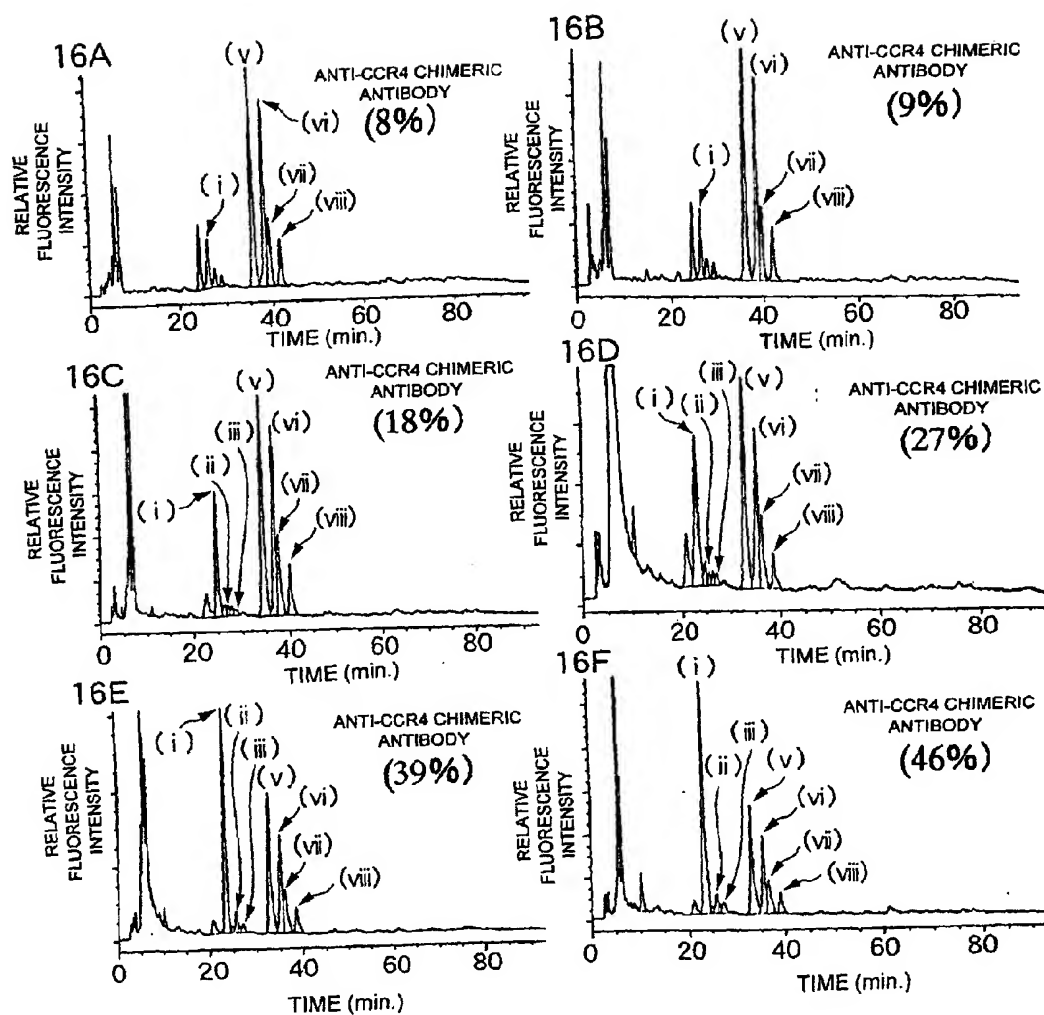 16A
(v)
ANTI-CCR4 CHIMERIC
ANTIBODY
(8%)
(vi)
(i)
(vii)
(viii)
RELATIVE
FLUORESCENCE
INTENSITY
0 20 40 60 80
TIME (min.)
16B
(v)
(vi)
ANTI-CCR4 CHIMERIC
ANTIBODY
(9%)
(i)
(vii)
(viii)
RELATIVE
FLUORESCENCE
INTENSITY
0 20 40 60 80
TIME (min.)
16C
(v)
ANTI-CCR4 CHIMERIC
ANTIBODY
(18%)
(iii)
(vi)
(ii)
(vii)
(i)
(viii)
RELATIVE
FLUORESCENCE
INTENSITY
0 20 40 60 80
TIME (min.)
16D
(iii)
(v)
ANTI-CCR4 CHIMERIC
ANTIBODY
(27%)
(i)
(ii)
(vi)
(vii)
(viii)
RELATIVE
FLUORESCENCE
INTENSITY
0 20 40 60 80
TIME (min.)
16E
(ii)
ANTI-CCR4 CHIMERIC
ANTIBODY
(39%)
(i)
(iii)
(v)
(vi)
(vii)
(viii)
RELATIVE
FLUORESCENCE
INTENSITY
0 20 40 60 80
TIME (min.)
16F
(i)
ANTI-CCR4 CHIMERIC
ANTIBODY
(46%)
(iii)
(ii)
(v)
(vi)
(vii)
(viii)
RELATIVE
FLUORESCENCE
INTENSITY
0 20 40 60 80
TIME (min.)